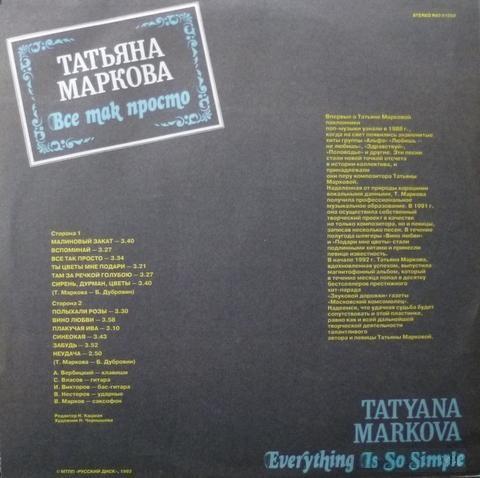 STEREO R60
ТАТЬЯНА
МАРКОВА
Все так просто
Сторона 1
МАЛИНОВЫЙ ЗАКАТ — 3.40
ВСПОМИНАЙ — 3.27
ВСЕ ТАК ПРОСТО — 3.34
ТЫ ЦВЕТЫ МНЕ ПОДАРИ — 3.21
ТАМ ЗА РЕЧКОЙ ГОЛУБОЮ — 3.27
СИРЕНЬ, ДУРМАН, ЦВЕТЫ — 3.40
(Т. Маркова — Б. Дубровин)
Сторона 2
ПОЛЫХАЛИ РОЗЫ — 3.30
ВИНО ЛЮБВИ — 3.58
ПЛАКУЧАЯ ИВА — 3.10
СИНЕОКАЯ — 3.43
ЗАБУДЬ — 3.52
НЕУДАЧА — 2.50
(Т. Маркова — Б. Дубровин)
А. Вербицкий — клавиши
С. Власов — гитара
И. Викторов — бас-гитара
В. Нестеров — ударные
В. Марков — саксофон
Редактор И. Кацкая
Художник Н. Чернышева
© МТПП «РУССКИЙ ДИСК», 1992
Впервые о Татьяне Марковой
поклонники
поп-музыки узнали в 1988 г.,
когда на свет появились знаменитые
хиты группы «Альфа» «Любишь —
не любишь», «Здравствуй»,
«Половодье» и другие. Эти песни
стали новой точкой отсчета
в истории коллектива, и
принадлежали
они перу композитора Татьяны
Марковой.
Наделенная от природы хорошими
вокальными данными, Т. Маркова
получила профессиональное
музыкальное образование. В 1991 г.
она осуществила собственный
творческий проект в качестве
не только композитора, но и певицы,
записав несколько песен. В течение
полугода шлягеры «Вино любви»
и «Подари мне цветы» стали
подлинными хитами и принесли
певице известность.
В начале 1992 г. Татьяна Маркова,
вдохновленная успехом, выпустила
магнитофонный альбом, который
в течение месяца попал в десятку
бестселлеров престижного
хит-парада
«Звуковой дорожки» газеты
«Московский комсомолец».
Надеемся, что удачная судьба будет
сопутствовать и этой пластинке,
равно как и всей дальнейшей
творческой деятельности
талантливого
автора и певицы Татьяны Марковой.
TATYANA
MARKOVA
Everything Is So Simple